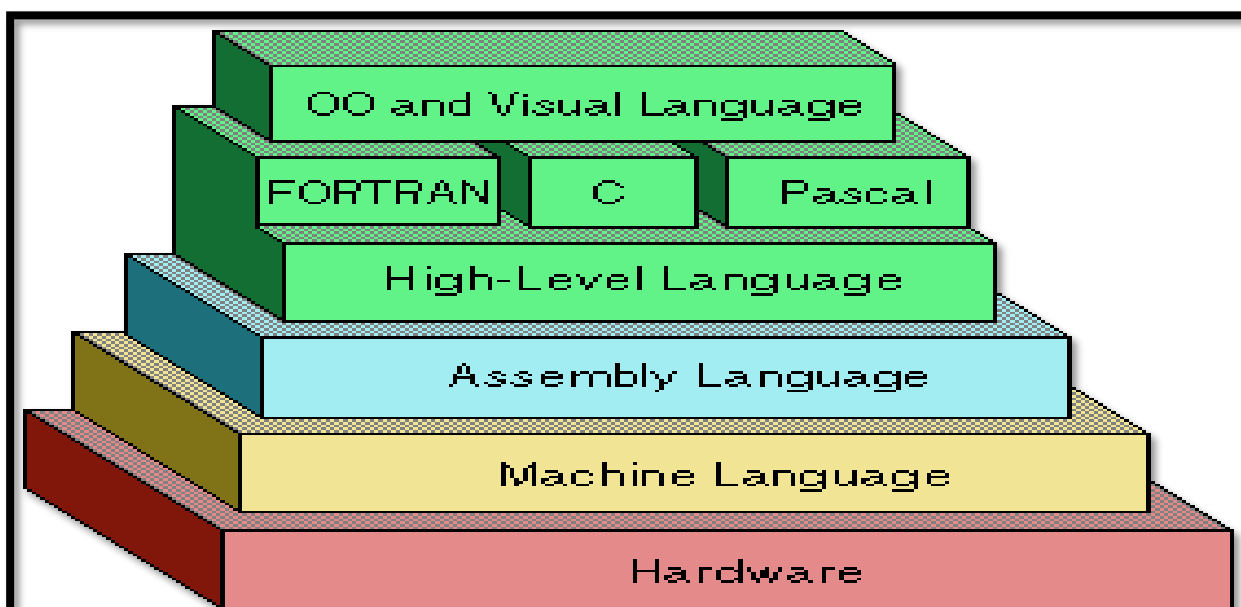 OO and Visual Language
FORTRAN C Pascal
High-Level Language
Assembly Language
Machine Language
Hardware